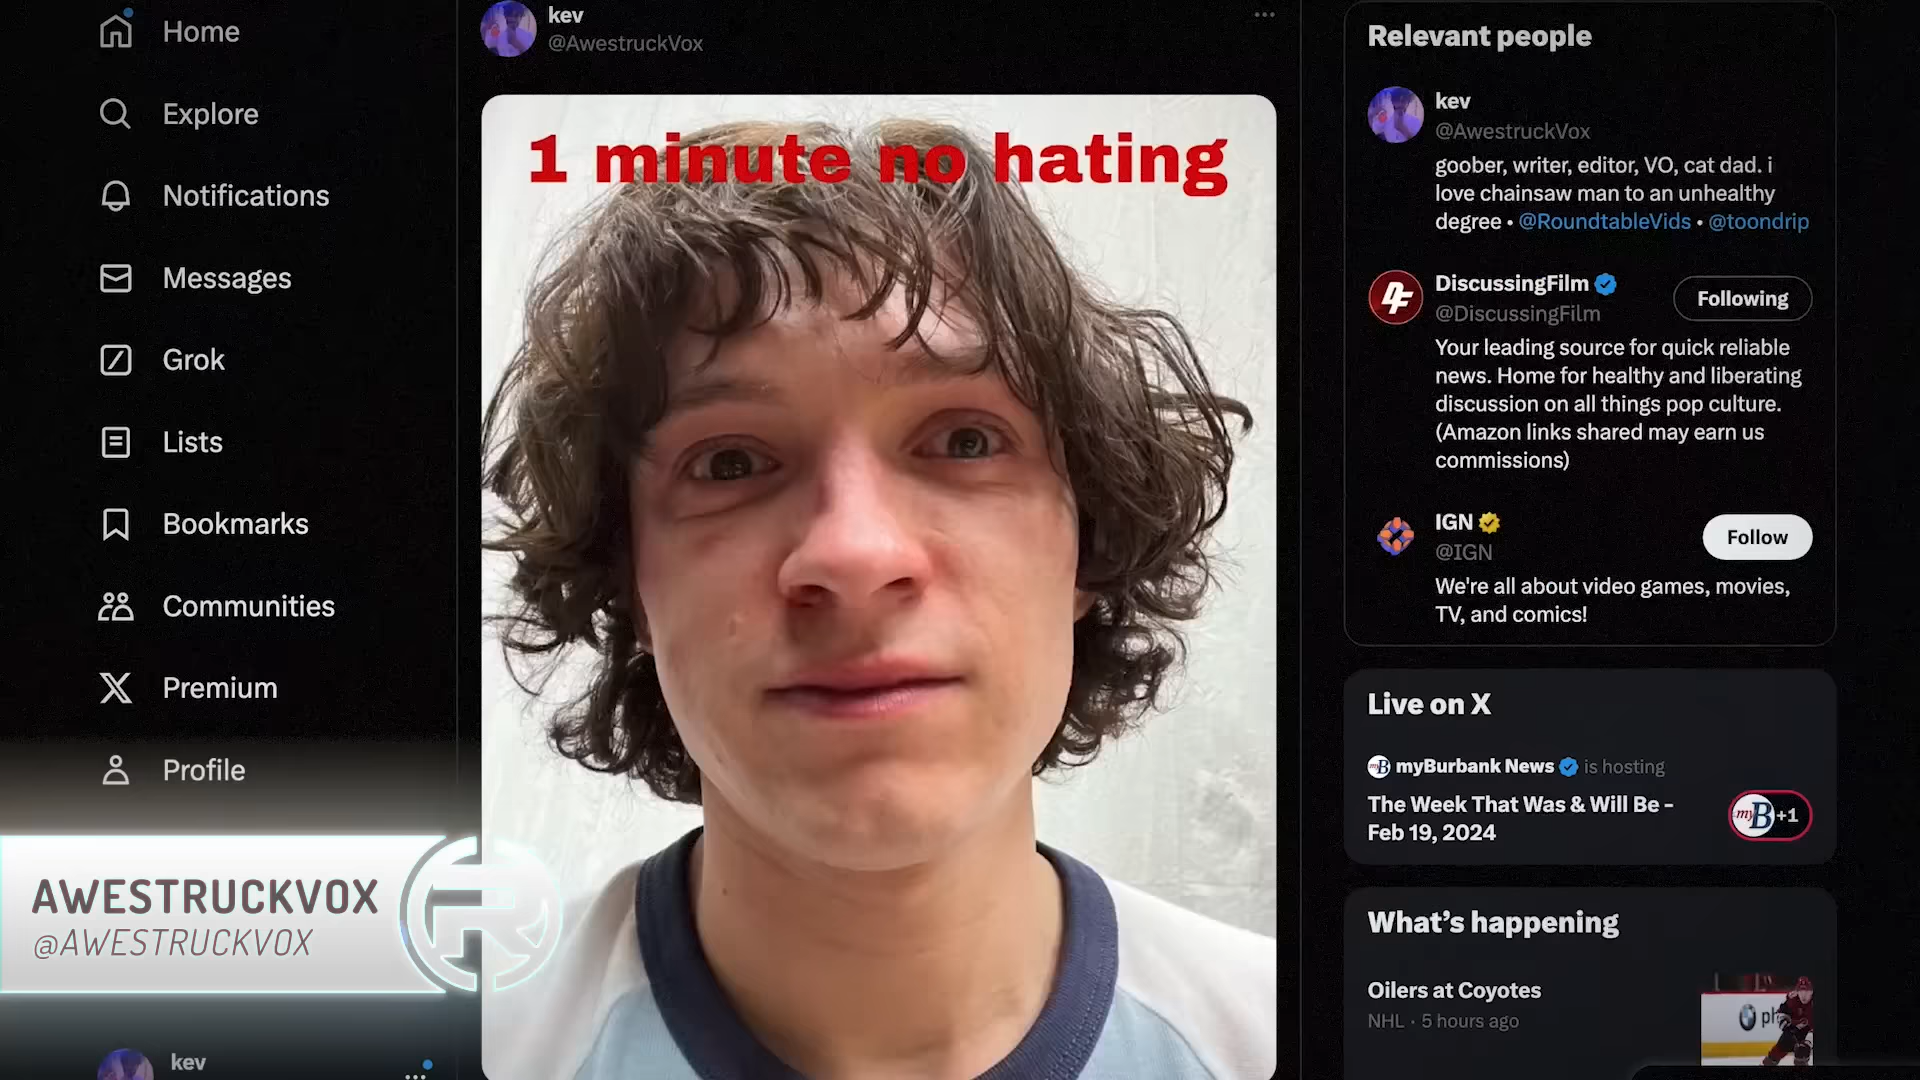 Home
Explore
Notifications
Messages
Grok
Lists
Bookmarks
Communities
Premium
Profile
AWESTRUCKVOX
@AWESTRUCKVOX
kev
kev
@AwestruckVox
1 minute no hating
Relevant people
kev
@AwestruckVox
goober, writer, editor, VO, cat dad. i
love chainsaw man to an unhealthy
degree • @RoundtableVids • @toondrip
DiscussingFilm
Following
@DiscussingFilm
Your leading source for quick reliable
news. Home for healthy and liberating
discussion on all things pop culture.
(Amazon links shared may earn us
commissions)
IGN
Follow
@IGN
We're all about video games, movies,
TV, and comics!
Live on X
myBurbank News is hosting
The Week That Was & Will Be –
Feb 19, 2024
myB +1
What's happening
Oilers at Coyotes
NHL · 5 hours ago